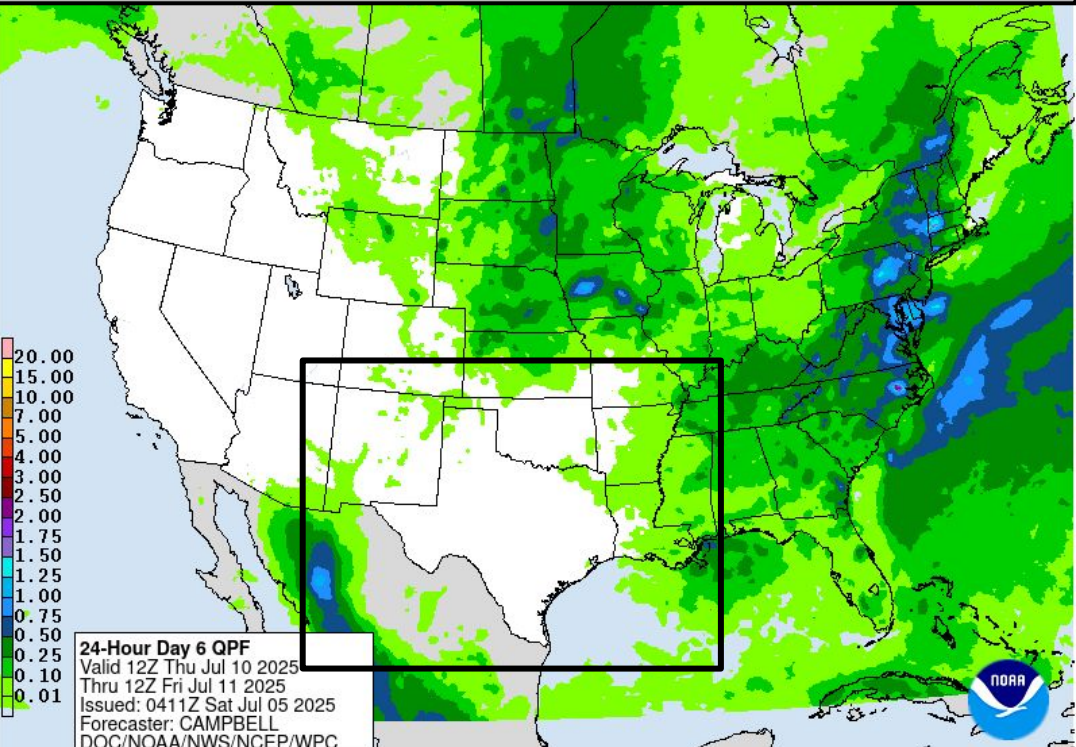 20.00
15.00
10.00
7.00
5.00
4.00
3.00
2.50
2.00
1.75
1.50
1.25
1.00
0.75
0.50
0.25
0.10
0.01
24-Hour Day 6 QPF
Valid 12Z Thu Jul 10 2025
Thru 12Z Fri Jul 11 2025
Issued: 0411Z Sat Jul 05 2025
Forecaster: CAMPBELL
DOC/NOAA/NWS/NCEP/WPC
NOAA